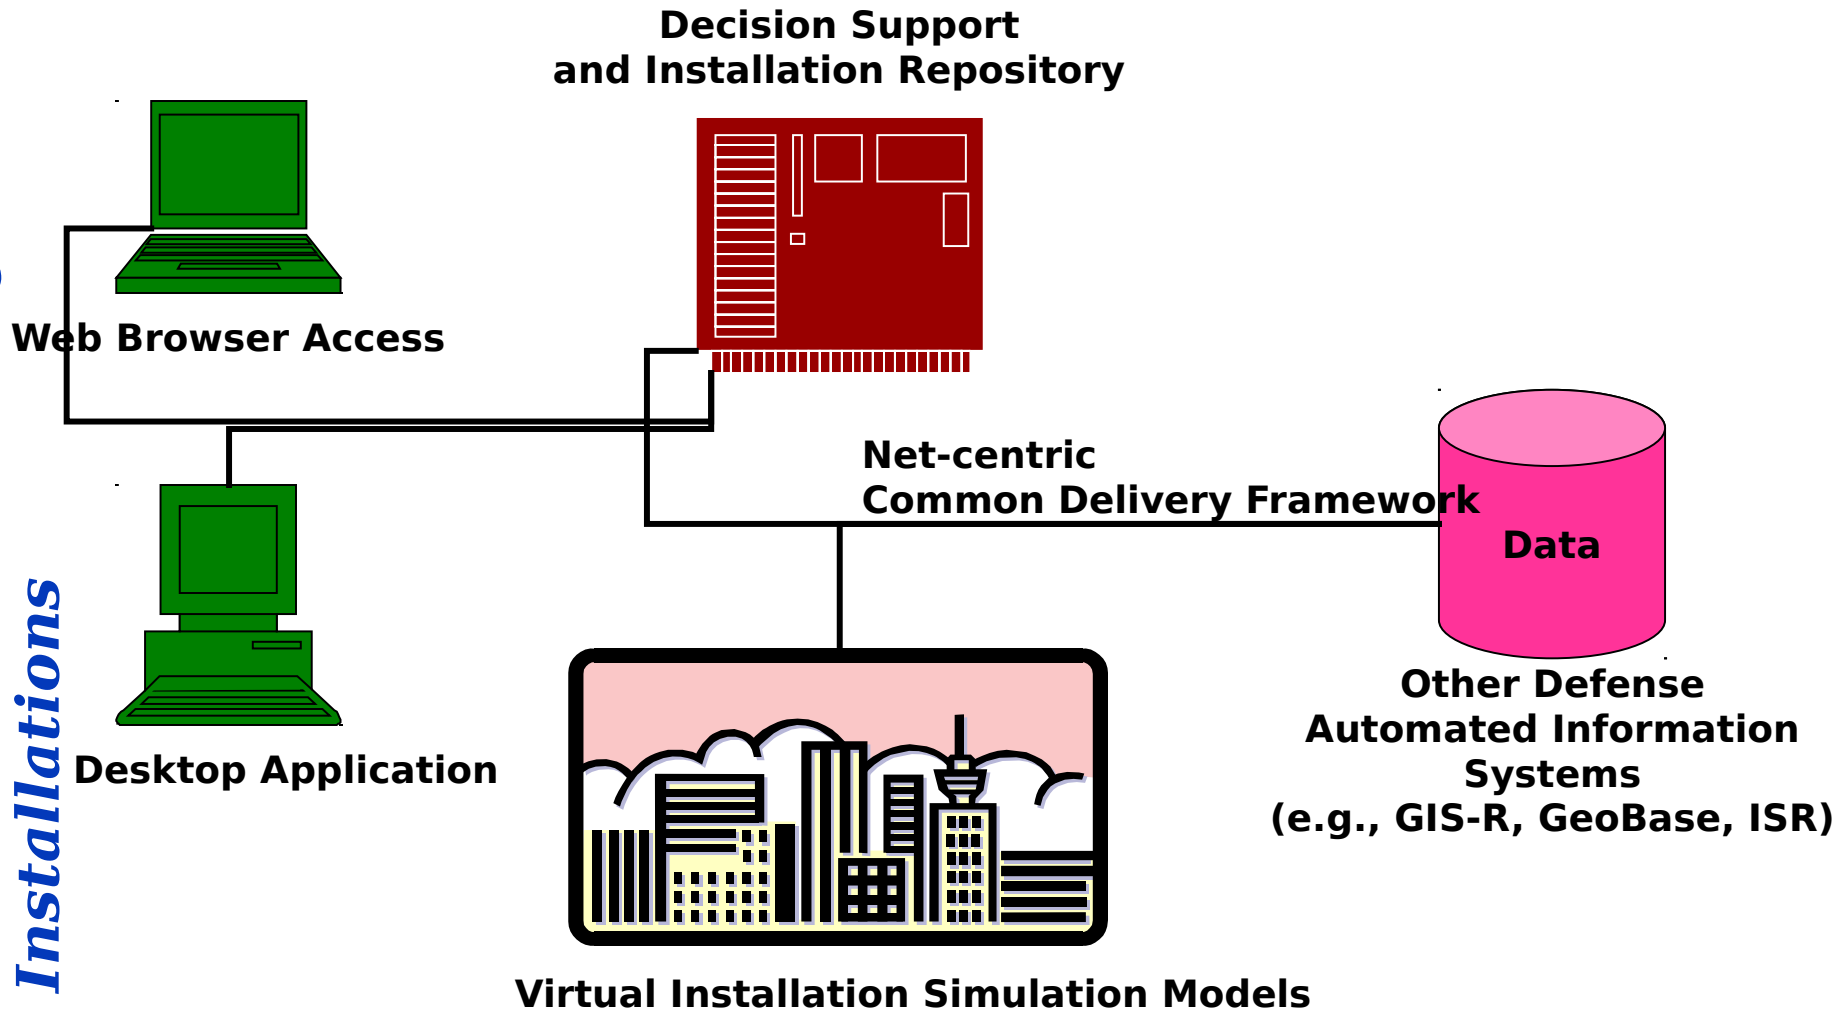 Decision Support
and Installation Repository
Web Browser Access
Net-centric
Common Delivery Framework
Data
Other Defense
Automated Information
Systems
(e.g., GIS-R, GeoBase, ISR)
Desktop Application
Installations
Virtual Installation Simulation Models